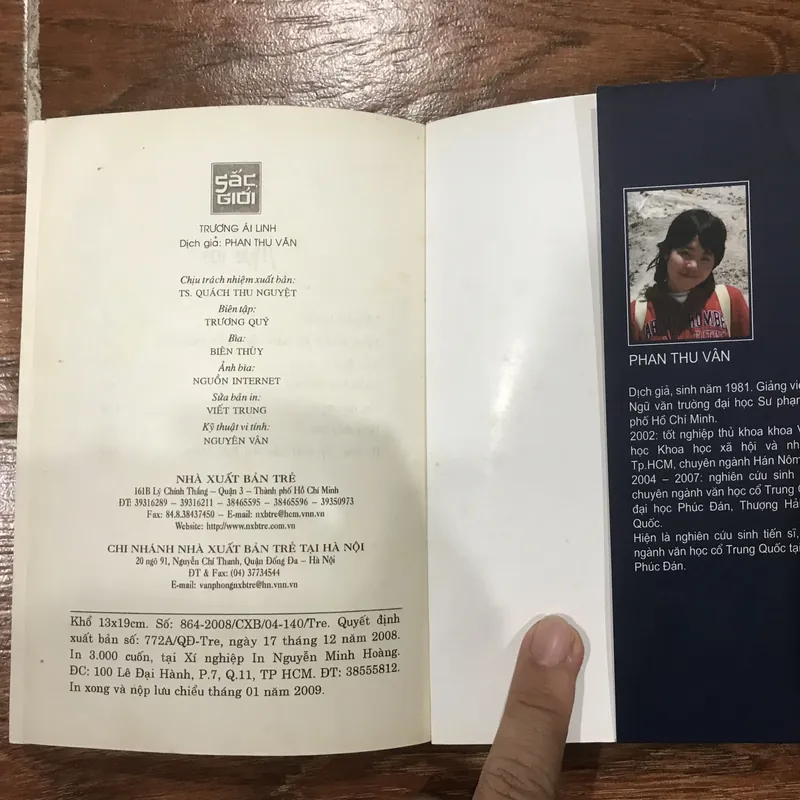 SẮC
GIỚI
TRƯƠNG ÁI LINH
Dịch giả: PHAN THU VÂN
Chịu trách nhiệm xuất bản:
TS. QUÁCH THU NGUYỆT
Biên tập:
TRƯƠNG QUÝ
Bìa:
BIÊN THÙY
Ảnh bìa:
NGUỒN INTERNET
Sửa bản in:
VIẾT TRUNG
Kỹ thuật vi tính:
NGUYÊN VÂN
NHÀ XUẤT BẢN TRẺ
161B Lý Chính Thắng – Quận 3 – Thành phố Hồ Chí Minh
ĐT: 39316289 – 39316211 – 38465595 – 38465596 – 39350973
Fax: 84.8.38437450 – E-mail: nxbtre@hcm.vnn.vn
Website: http://www.nxbtre.com.vn
CHI NHÁNH NHÀ XUẤT BẢN TRẺ TẠI HÀ NỘI
20 ngõ 91, Nguyễn Chí Thanh, Quận Đống Đa – Hà Nội
ĐT & Fax: (04) 37734544
E-mail: vanphongnxbtre@hn.vnn.vn
Khổ 13x19cm. Số: 864-2008/CXB/04-140/Tre. Quyết định
xuất bản số: 772A/QĐ-Tre, ngày 17 tháng 12 năm 2008.
In 3.000 cuốn, tại Xí nghiệp In Nguyễn Minh Hoàng.
ĐC: 100 Lê Đại Hành, P.7, Q.11, TP HCM. ĐT: 38555812.
In xong và nộp lưu chiểu tháng 01 năm 2009.
PHAN THU VÂN
Dịch giả, sinh năm 1981. Giảng viê
Ngữ văn trường đại học Sư phạm
phố Hồ Chí Minh.
2002: tốt nghiệp thủ khoa khoa V
học Khoa học xã hội và nh
Tp.HCM, chuyên ngành Hán Nôm
2004 – 2007: nghiên cứu sinh
chuyên ngành văn học cổ Trung Q
đại học Phúc Đán, Thượng Hải
Quốc.
Hiện là nghiên cứu sinh tiến sĩ,
ngành văn học cổ Trung Quốc tại
Phúc Đán.